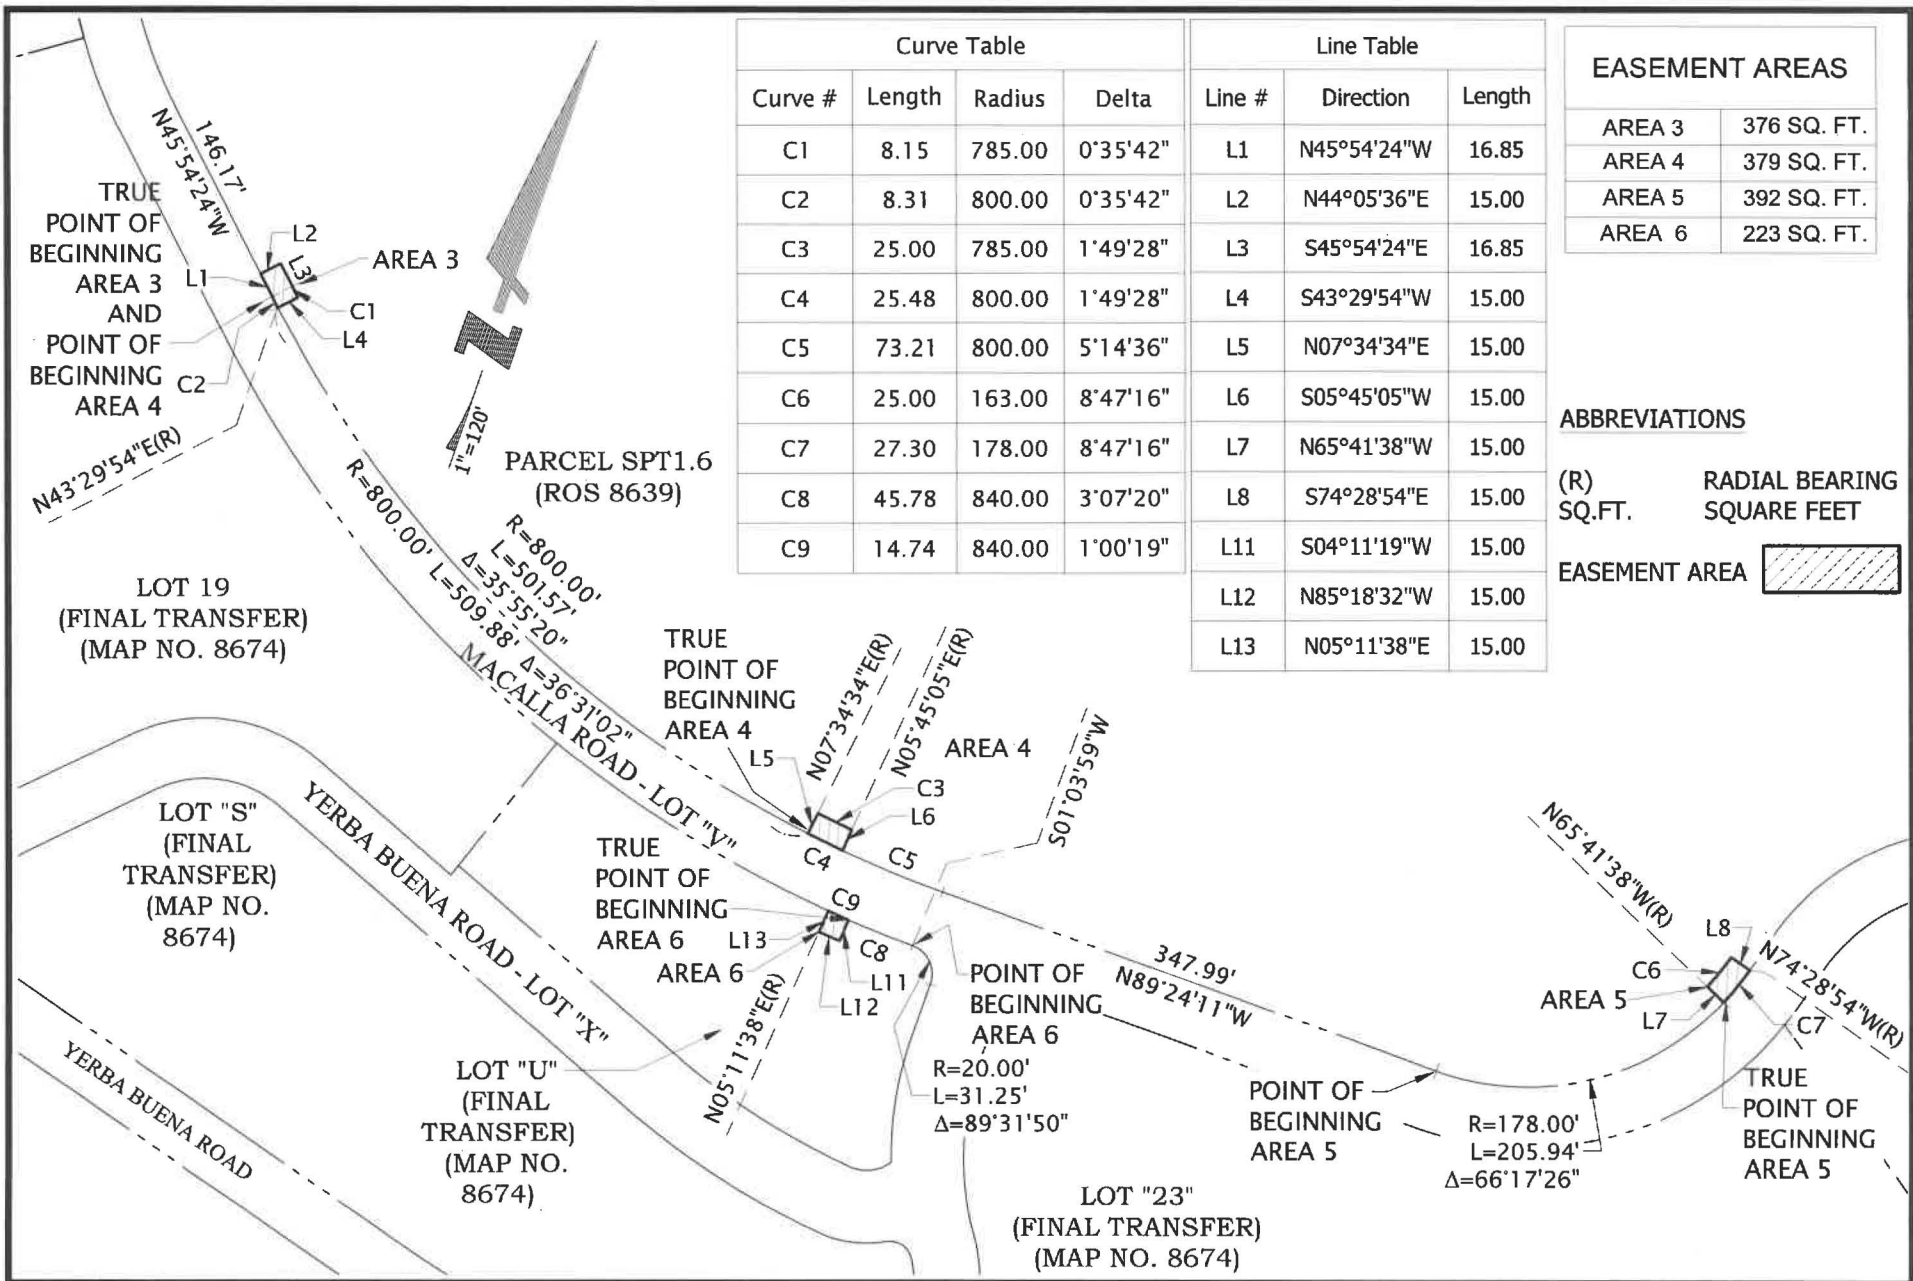 Curve Table
Curve # Length Radius Delta
C1 8.15 785.00 0°35'42"
C2 8.31 800.00 0°35'42"
C3 25.00 785.00 1°49'28"
C4 25.48 800.00 1°49'28"
C5 73.21 800.00 5°14'36"
C6 25.00 163.00 8°47'16"
C7 27.30 178.00 8°47'16"
C8 45.78 840.00 3°07'20"
C9 14.74 840.00 1°00'19"
Line Table
Line # Direction Length
L1 N45°54'24"W 16.85
L2 N44°05'36"E 15.00
L3 S45°54'24"E 16.85
L4 S43°29'54"W 15.00
L5 N07°34'34"E 15.00
L6 S05°45'05"W 15.00
L7 N65°41'38"W 15.00
L8 S74°28'54"E 15.00
L11 S04°11'19"W 15.00
L12 N85°18'32"W 15.00
L13 N05°11'38"E 15.00
EASEMENT AREAS
AREA 3 376 SQ. FT.
AREA 4 379 SQ. FT.
AREA 5 392 SQ. FT.
AREA 6 223 SQ. FT.
ABBREVIATIONS
(R) RADIAL BEARING
SQ.FT. SQUARE FEET
EASEMENT AREA
146.17'
N45°54'24"W
TRUE
POINT OF
BEGINNING
AREA 3
AND
POINT OF
BEGINNING
AREA 4
L1
L2
L3
AREA 3
C1
L4
C2
N43°29'54"E(R)
N
1"=120'
PARCEL SPT1.6
(ROS 8639)
R=800.00'
L=501.57'
Δ=35°55'20"
R=800.00' L=509.88' Δ=36°31'02"
MACALLA ROAD - LOT "V"
LOT 19
(FINAL TRANSFER)
(MAP NO. 8674)
TRUE
POINT OF
BEGINNING
AREA 4
L5
N07°34'34"E(R)
N05°45'05"E(R)
AREA 4
C3
L6
C4
C5
S01°03'59"W
LOT "S"
(FINAL
TRANSFER)
(MAP NO.
8674)
YERBA BUENA ROAD - LOT "X"
TRUE
POINT OF
BEGINNING
AREA 6
L13
AREA 6
C9
C8
L11
L12
N05°11'38"E(R)
POINT OF
BEGINNING
AREA 6
R=20.00'
L=31.25'
Δ=89°31'50"
347.99'
N89°24'11"W
N65°41'38"W(R)
L8
C6
AREA 5
L7
C7
N74°28'54"W(R)
POINT OF
BEGINNING
AREA 5
R=178.00'
L=205.94'
Δ=66°17'26"
TRUE
POINT OF
BEGINNING
AREA 5
YERBA BUENA ROAD
LOT "U"
(FINAL
TRANSFER)
(MAP NO.
8674)
LOT "23"
(FINAL TRANSFER)
(MAP NO. 8674)